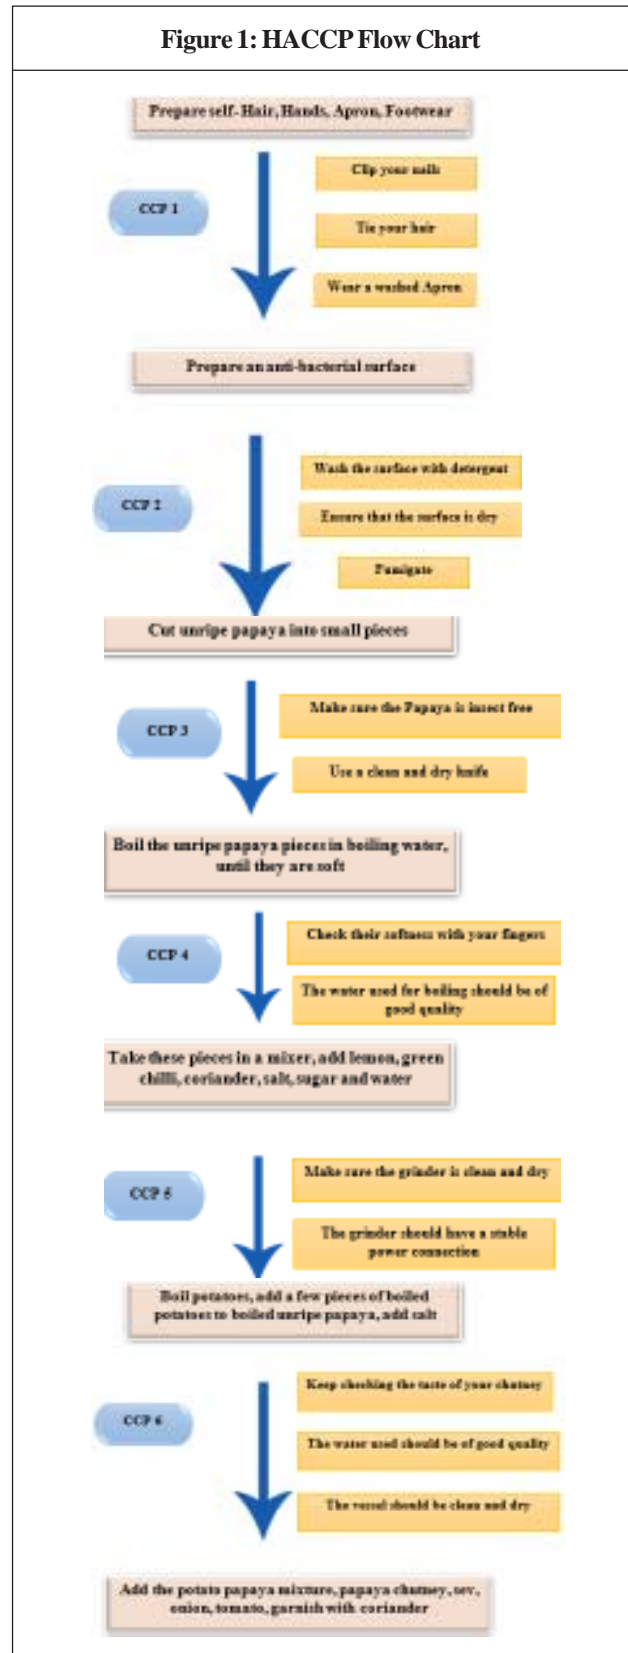 Figure 1: HACCP Flow Chart
Prepare self- Hair, Hands, Apron, Footwear
CCP 1
Clip your nails
Tie your hair
Wear a washed Apron
Prepare an anti-bacterial surface
CCP 2
Wash the surface with detergent
Ensure that the surface is dry
Fumigate
Cut unripe papaya into small pieces
CCP 3
Make sure the Papaya is insect free
Use a clean and dry knife
Boil the unripe papaya pieces in boiling water,
until they are soft
CCP 4
Check their softness with your fingers
The water used for boiling should be of
good quality
Take these pieces in a mixer, add lemon, green
chilli, coriander, salt, sugar and water
CCP 5
Make sure the grinder is clean and dry
The grinder should have a stable
power connection
Boil potatoes, add a few pieces of boiled
potatoes to boiled unripe papaya, add salt
CCP 6
Keep checking the taste of your chutney
The water used should be of good quality
The vessel should be clean and dry
Add the potato papaya mixture, papaya chutney, sev,
onion, tomato, garnish with coriander